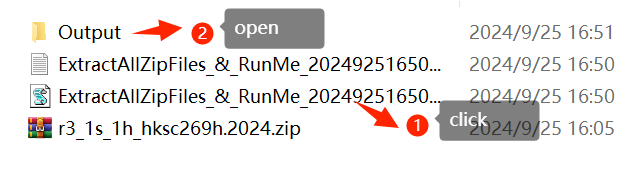 Output
2
open
2024/9/25 16:51
ExtractAllZipFiles_&_RunMe_20249251650...
2024/9/25 16:50
ExtractAllZipFiles_&_RunMe_20249251650...
2024/9/25 16:50
r3_1s_1h_hksc269h.2024.zip
1
click
2024/9/25 16:05